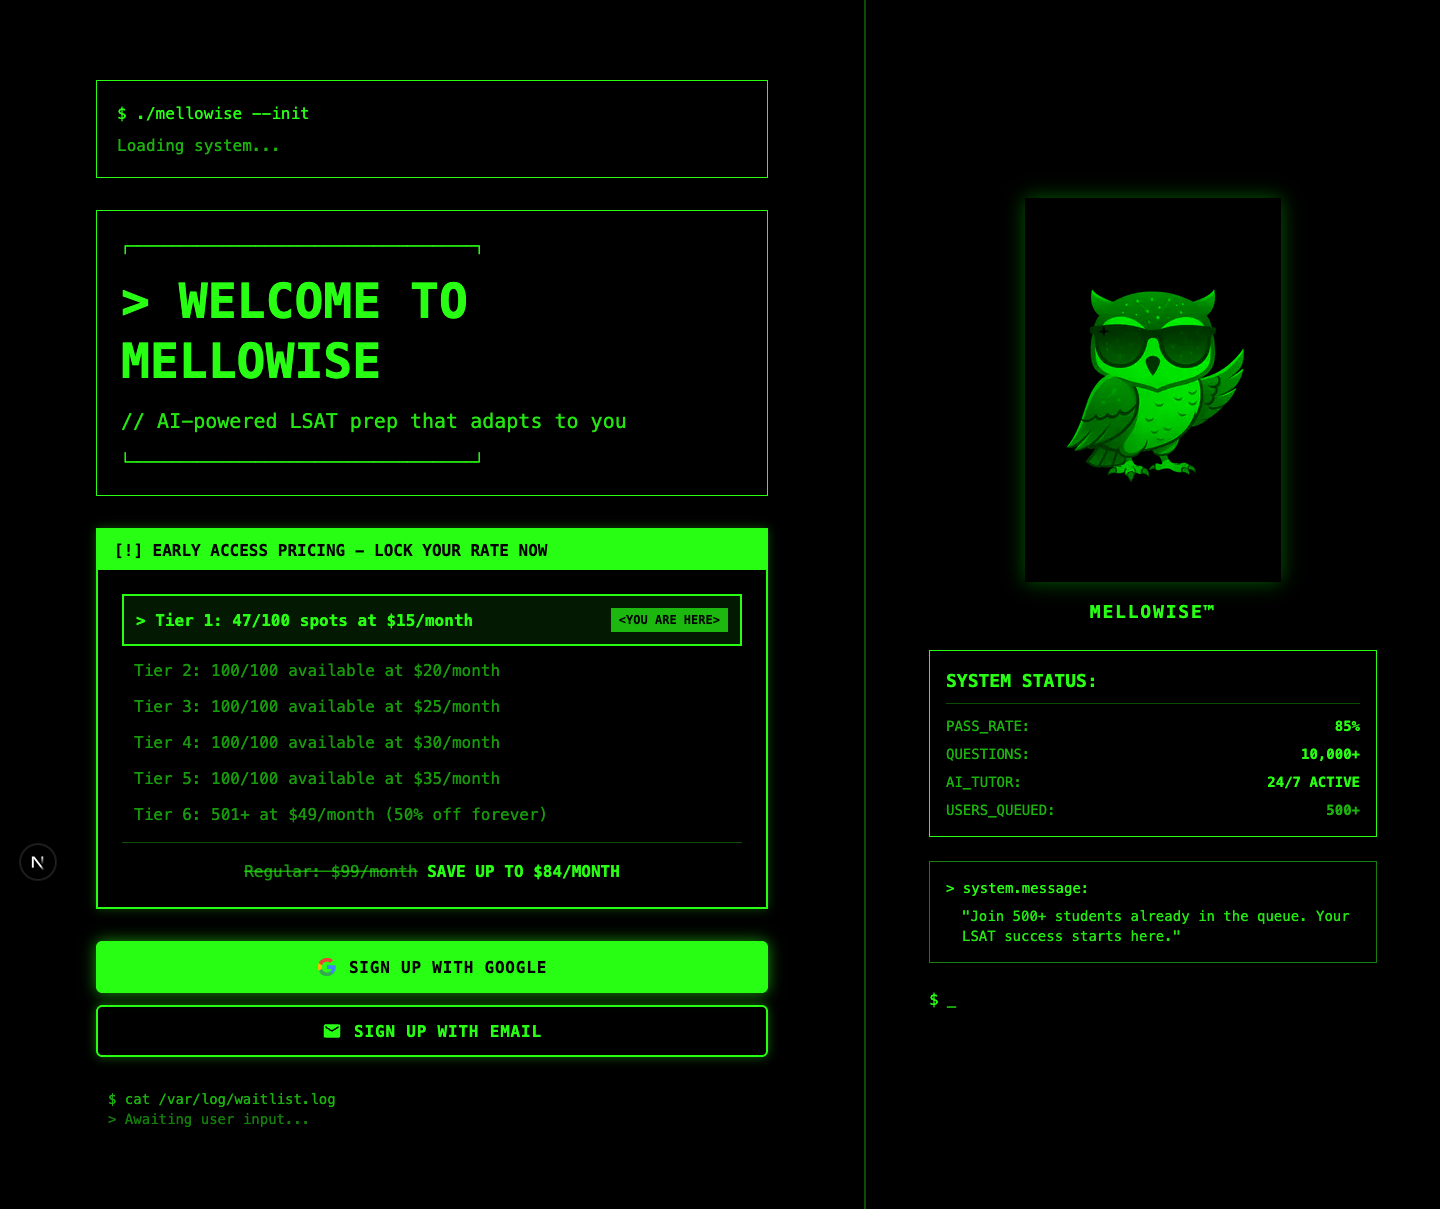 $ ./mellowise --init
Loading system...
> WELCOME TO
MELLOWISE
// AI-powered LSAT prep that adapts to you
[!] EARLY ACCESS PRICING - LOCK YOUR RATE NOW
> Tier 1: 47/100 spots at $15/month <YOU ARE HERE>
Tier 2: 100/100 available at $20/month
Tier 3: 100/100 available at $25/month
Tier 4: 100/100 available at $30/month
Tier 5: 100/100 available at $35/month
Tier 6: 501+ at $49/month (50% off forever)
Regular: $99/month SAVE UP TO $84/MONTH
SIGN UP WITH GOOGLE
SIGN UP WITH EMAIL
$ cat /var/log/waitlist.log
> Awaiting user input...
N
MELLOWISE™
SYSTEM STATUS:
PASS_RATE: 85%
QUESTIONS: 10,000+
AI_TUTOR: 24/7 ACTIVE
USERS_QUEUED: 500+
> system.message:
"Join 500+ students already in the queue. Your
LSAT success starts here."
$ _